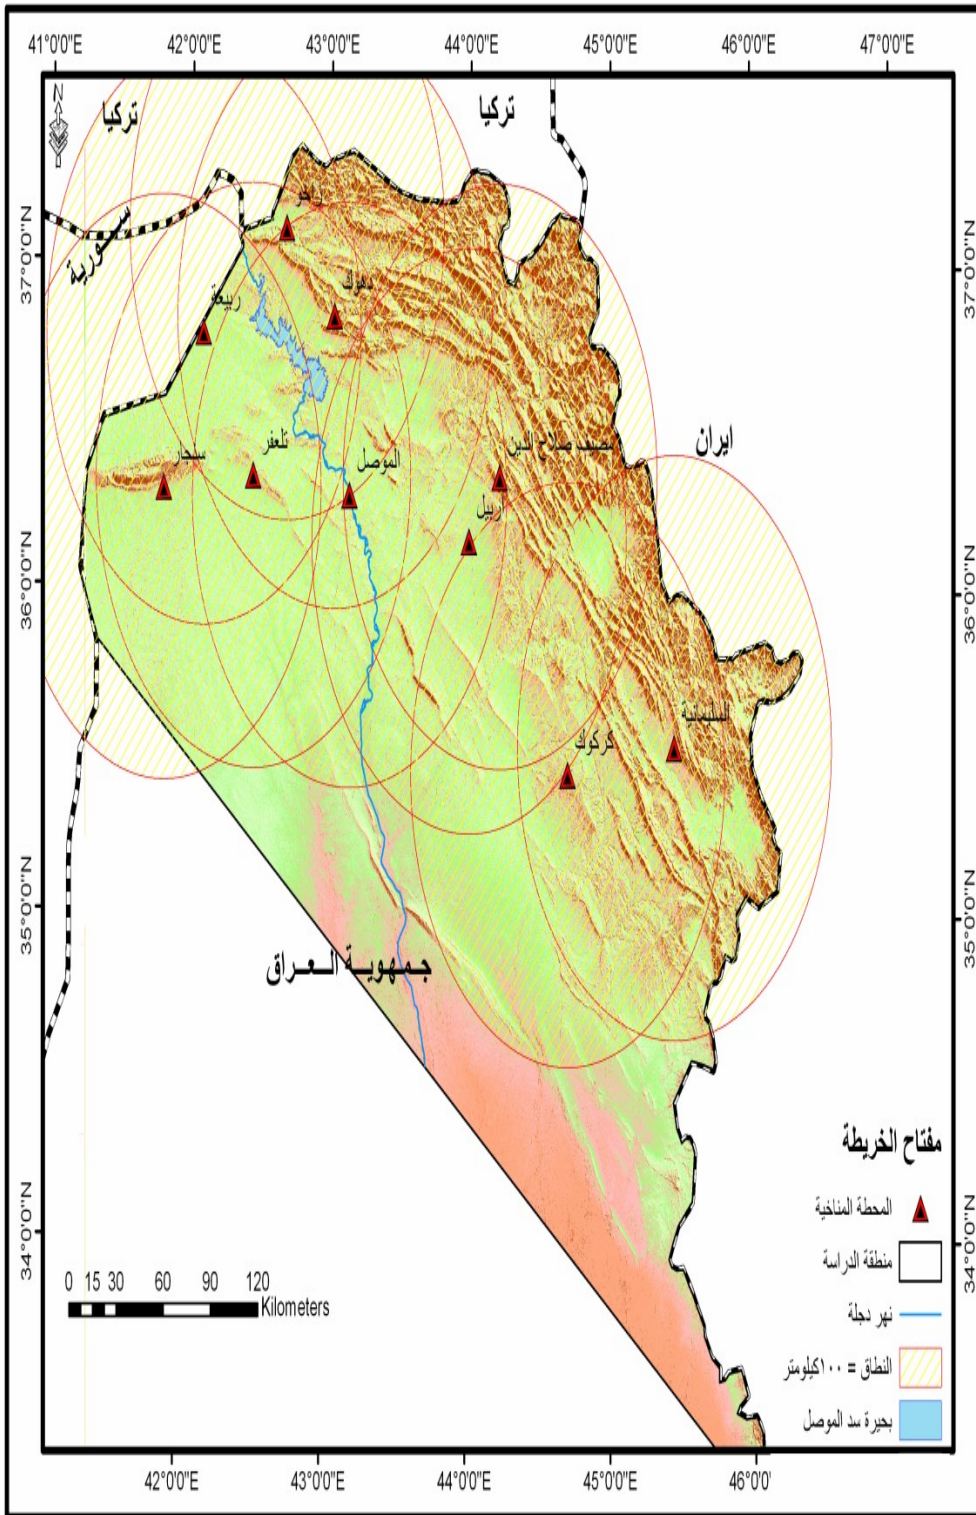 41°0'0"E 42°0'0"E 43°0'0"E 44°0'0"E 45°0'0"E 46°0'0"E 47°0'0"E
تركيا
تركيا
N
سورية
زاخو
37°0'0"N
37°0'0"N
دهوك
ربيعة
ايران
مصيف صلاح الدين
الموصل
تلعفر
سنجار
اربيل
36°0'0"N
36°0'0"N
السليمانية
كركوك
35°0'0"N
35°0'0"N
جمهوية العراق
مفتاح الخريطة
المحطة المناخية
منطقة الدراسة
نهر دجلة
النطاق = ١٠٠كيلومتر
بحيرة سد الموصل
34°0'0"N
34°0'0"N
0 15 30 60 90 120
Kilometers
42°0'0"E 43°0'0"E 44°0'0"E 45°0'0"E 46°0'0"